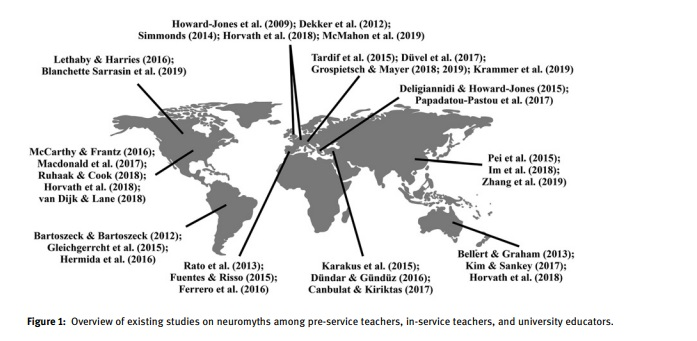 Howard-Jones et al. (2009); Dekker et al. (2012);
Simmonds (2014); Horvath et al. (2018); McMahon et al. (2019)
Lethaby & Harries (2016);
Blanchette Sarrasin et al. (2019)
Tardif et al. (2015); Düvel et al. (2017);
Grospietsch & Mayer (2018; 2019); Krammer et al. (2019)
Deligiannidi & Howard-Jones (2015);
Papadatou-Pastou et al. (2017)
McCarthy & Frantz (2016);
Macdonald et al. (2017);
Ruhaak & Cook (2018);
Horvath et al. (2018);
van Dijk & Lane (2018)
Pei et al. (2015);
Im et al. (2018);
Zhang et al. (2019)
Bartoszeck & Bartoszeck (2012);
Gleichgerrcht et al. (2015);
Hermida et al. (2016)
Rato et al. (2013);
Fuentes & Risso (2015);
Ferrero et al. (2016)
Karakus et al. (2015);
Dündar & Gündüz (2016);
Canbulat & Kiriktas (2017)
Bellert & Graham (2013);
Kim & Sankey (2017);
Horvath et al. (2018)
Figure 1: Overview of existing studies on neuromyths among pre-service teachers, in-service teachers, and university educators.